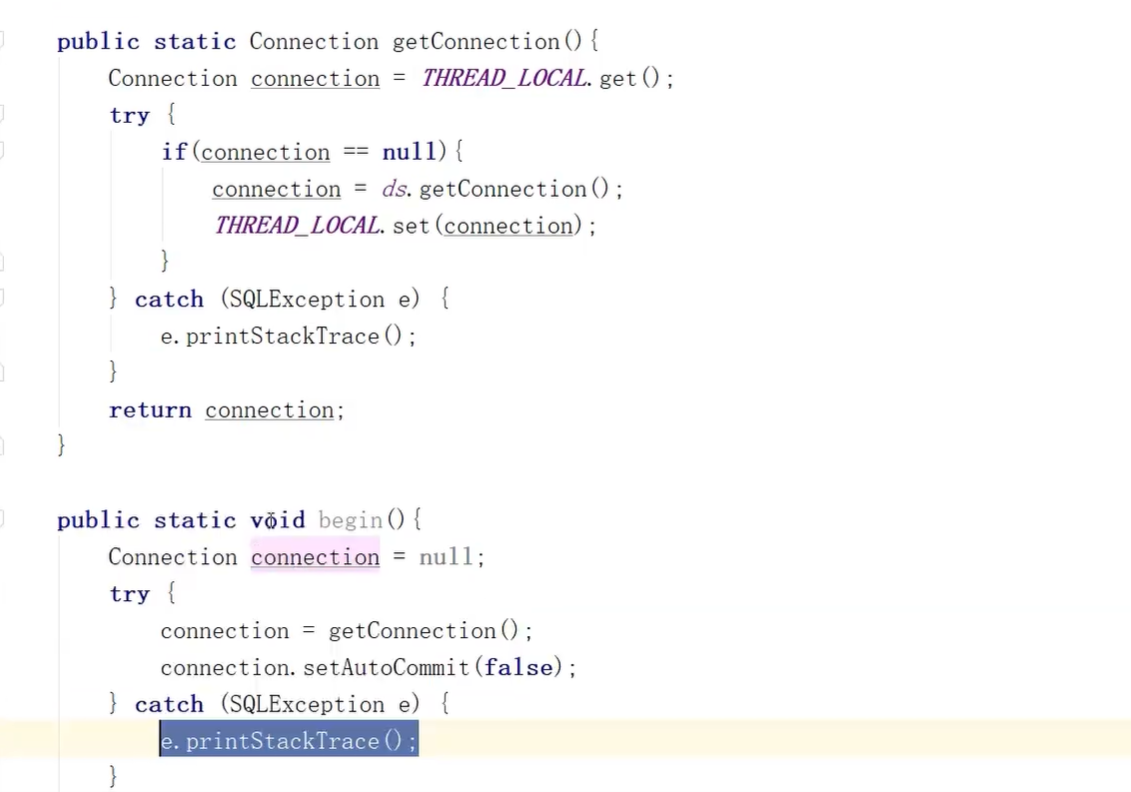 public static Connection getConnection(){
Connection connection = THREAD_LOCAL.get();
try {
if(connection == null){
connection = ds.getConnection();
THREAD_LOCAL.set(connection);
}
} catch (SQLException e) {
e.printStackTrace();
}
return connection;
}
public static void begin(){
Connection connection = null;
try {
connection = getConnection();
connection.setAutoCommit(false);
} catch (SQLException e) {
e.printStackTrace();
}